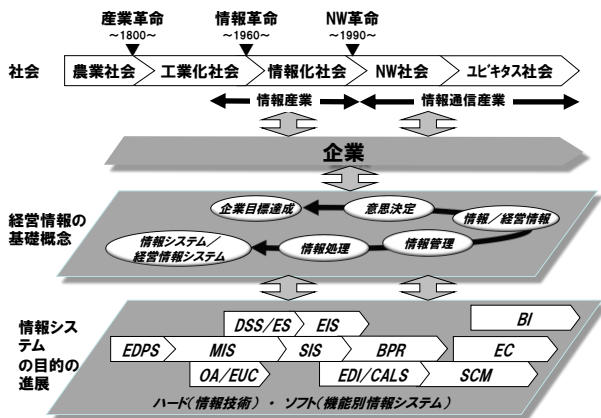 産業革命 情報革命 NW革命
~1800~ ~1960~ ~1990~
社会 農業社会 工業化社会 情報化社会 NW社会 ユビキタス社会
情報産業 情報通信産業
企業
経営情報の
基礎概念
企業目標達成 意思決定 情報/経営情報
情報システム/
経営情報システム
情報処理 情報管理
情報シス
テム
の目的の
進展
DSS/ES EIS BI
EDPS MIS SIS BPR EC
OA/EUC EDI/CALS SCM
ハード(情報技術)・ソフト(機能別情報システム)